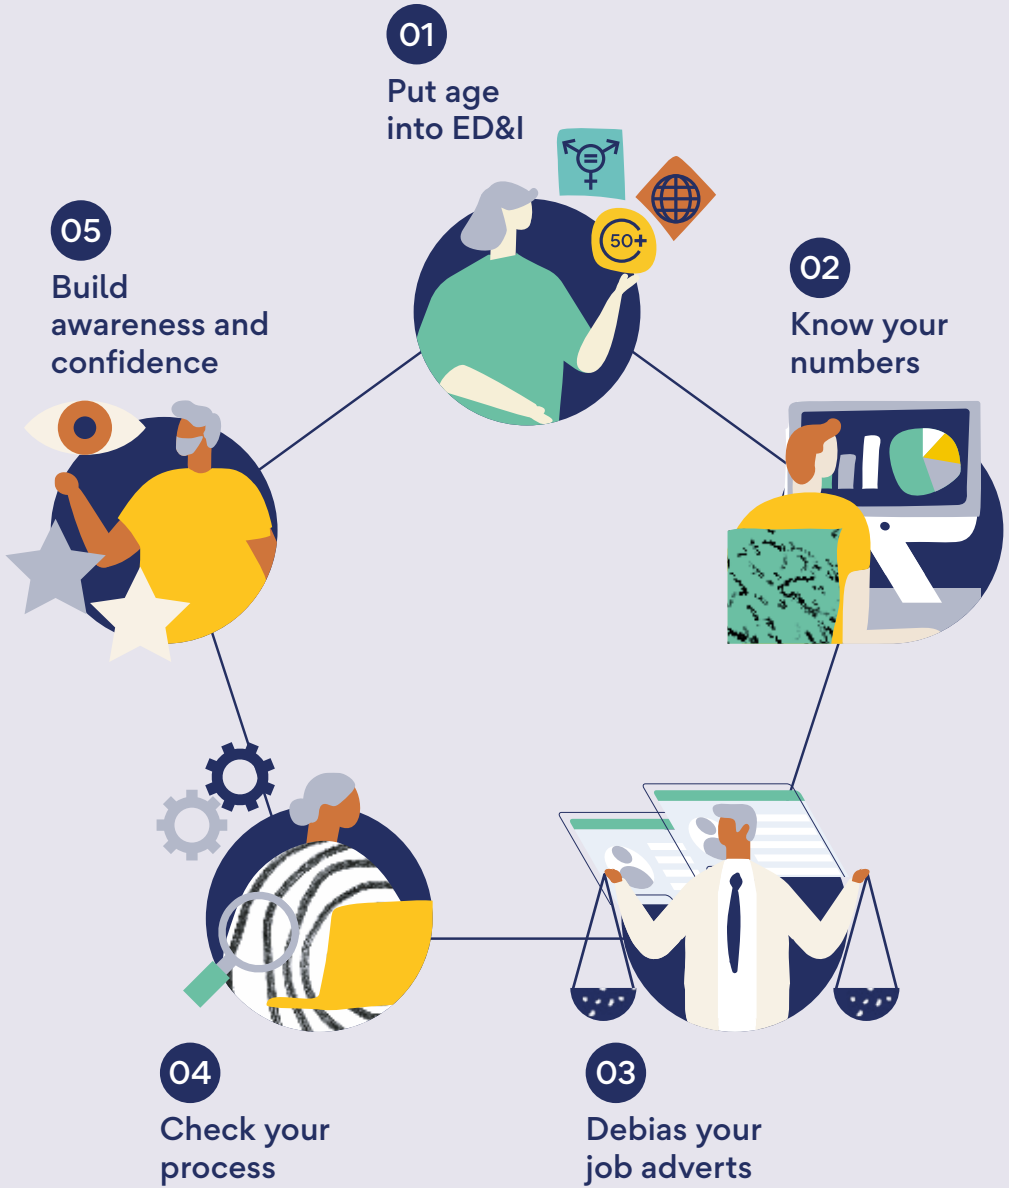 01
Put age
into ED&I
50+
02
Know your
numbers
03
Debias your
job adverts
04
Check your
process
05
Build
awareness and
confidence